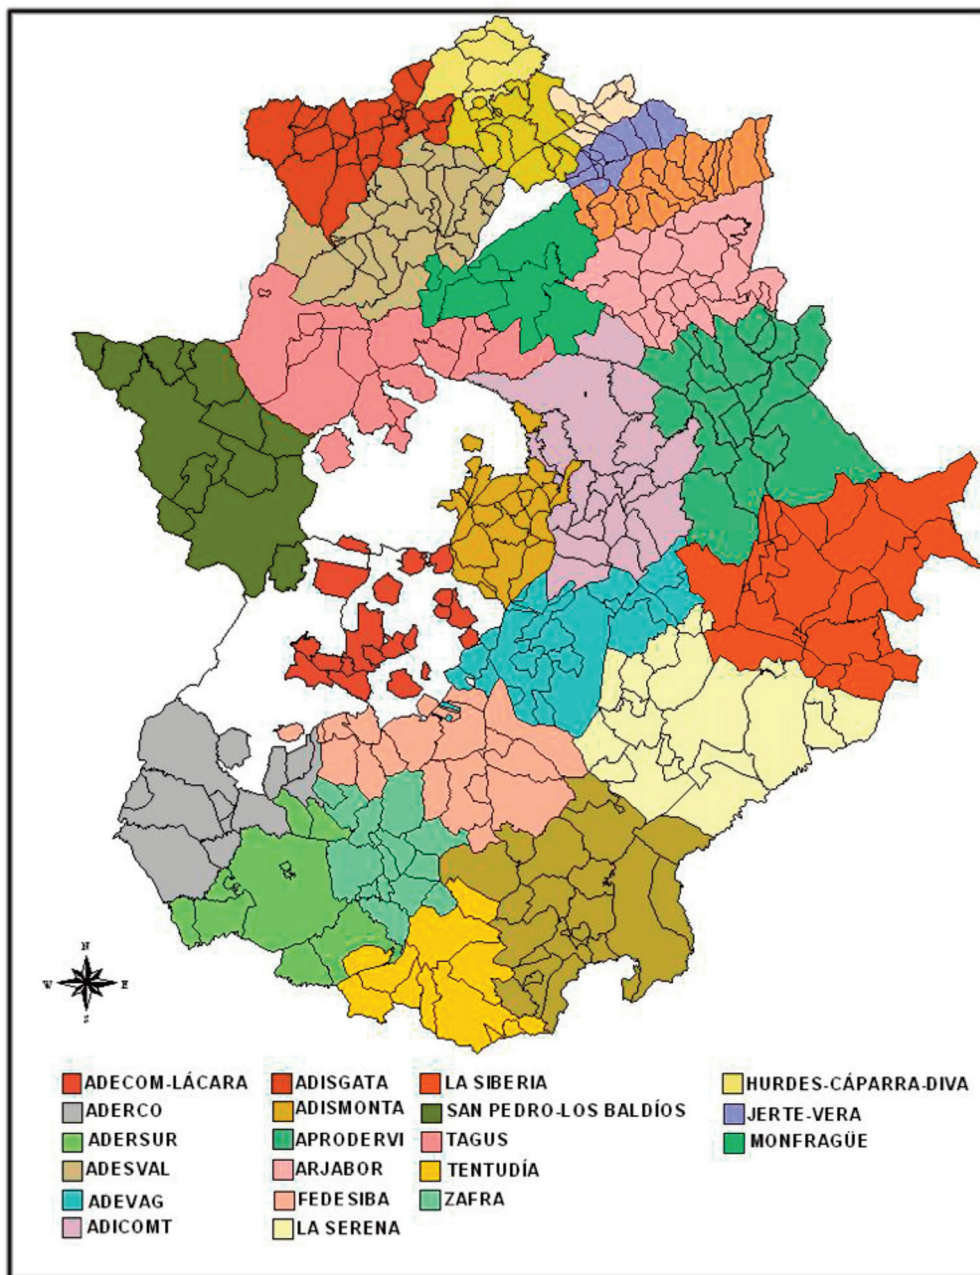 N
W E
S
ADECOM-LÁCARA
ADERCO
ADERSUR
ADESVAL
ADEVAG
ADICOMT
ADISGATA
ADISMONTA
APRODERVI
ARJABOR
FEDESIBA
LA SERENA
LA SIBERIA
SAN PEDRO-LOS BALDÍOS
TAGUS
TENTUDÍA
ZAFRA
HURDES-CÁPARRA-DIVA
JERTE-VERA
MONFRAGÜE